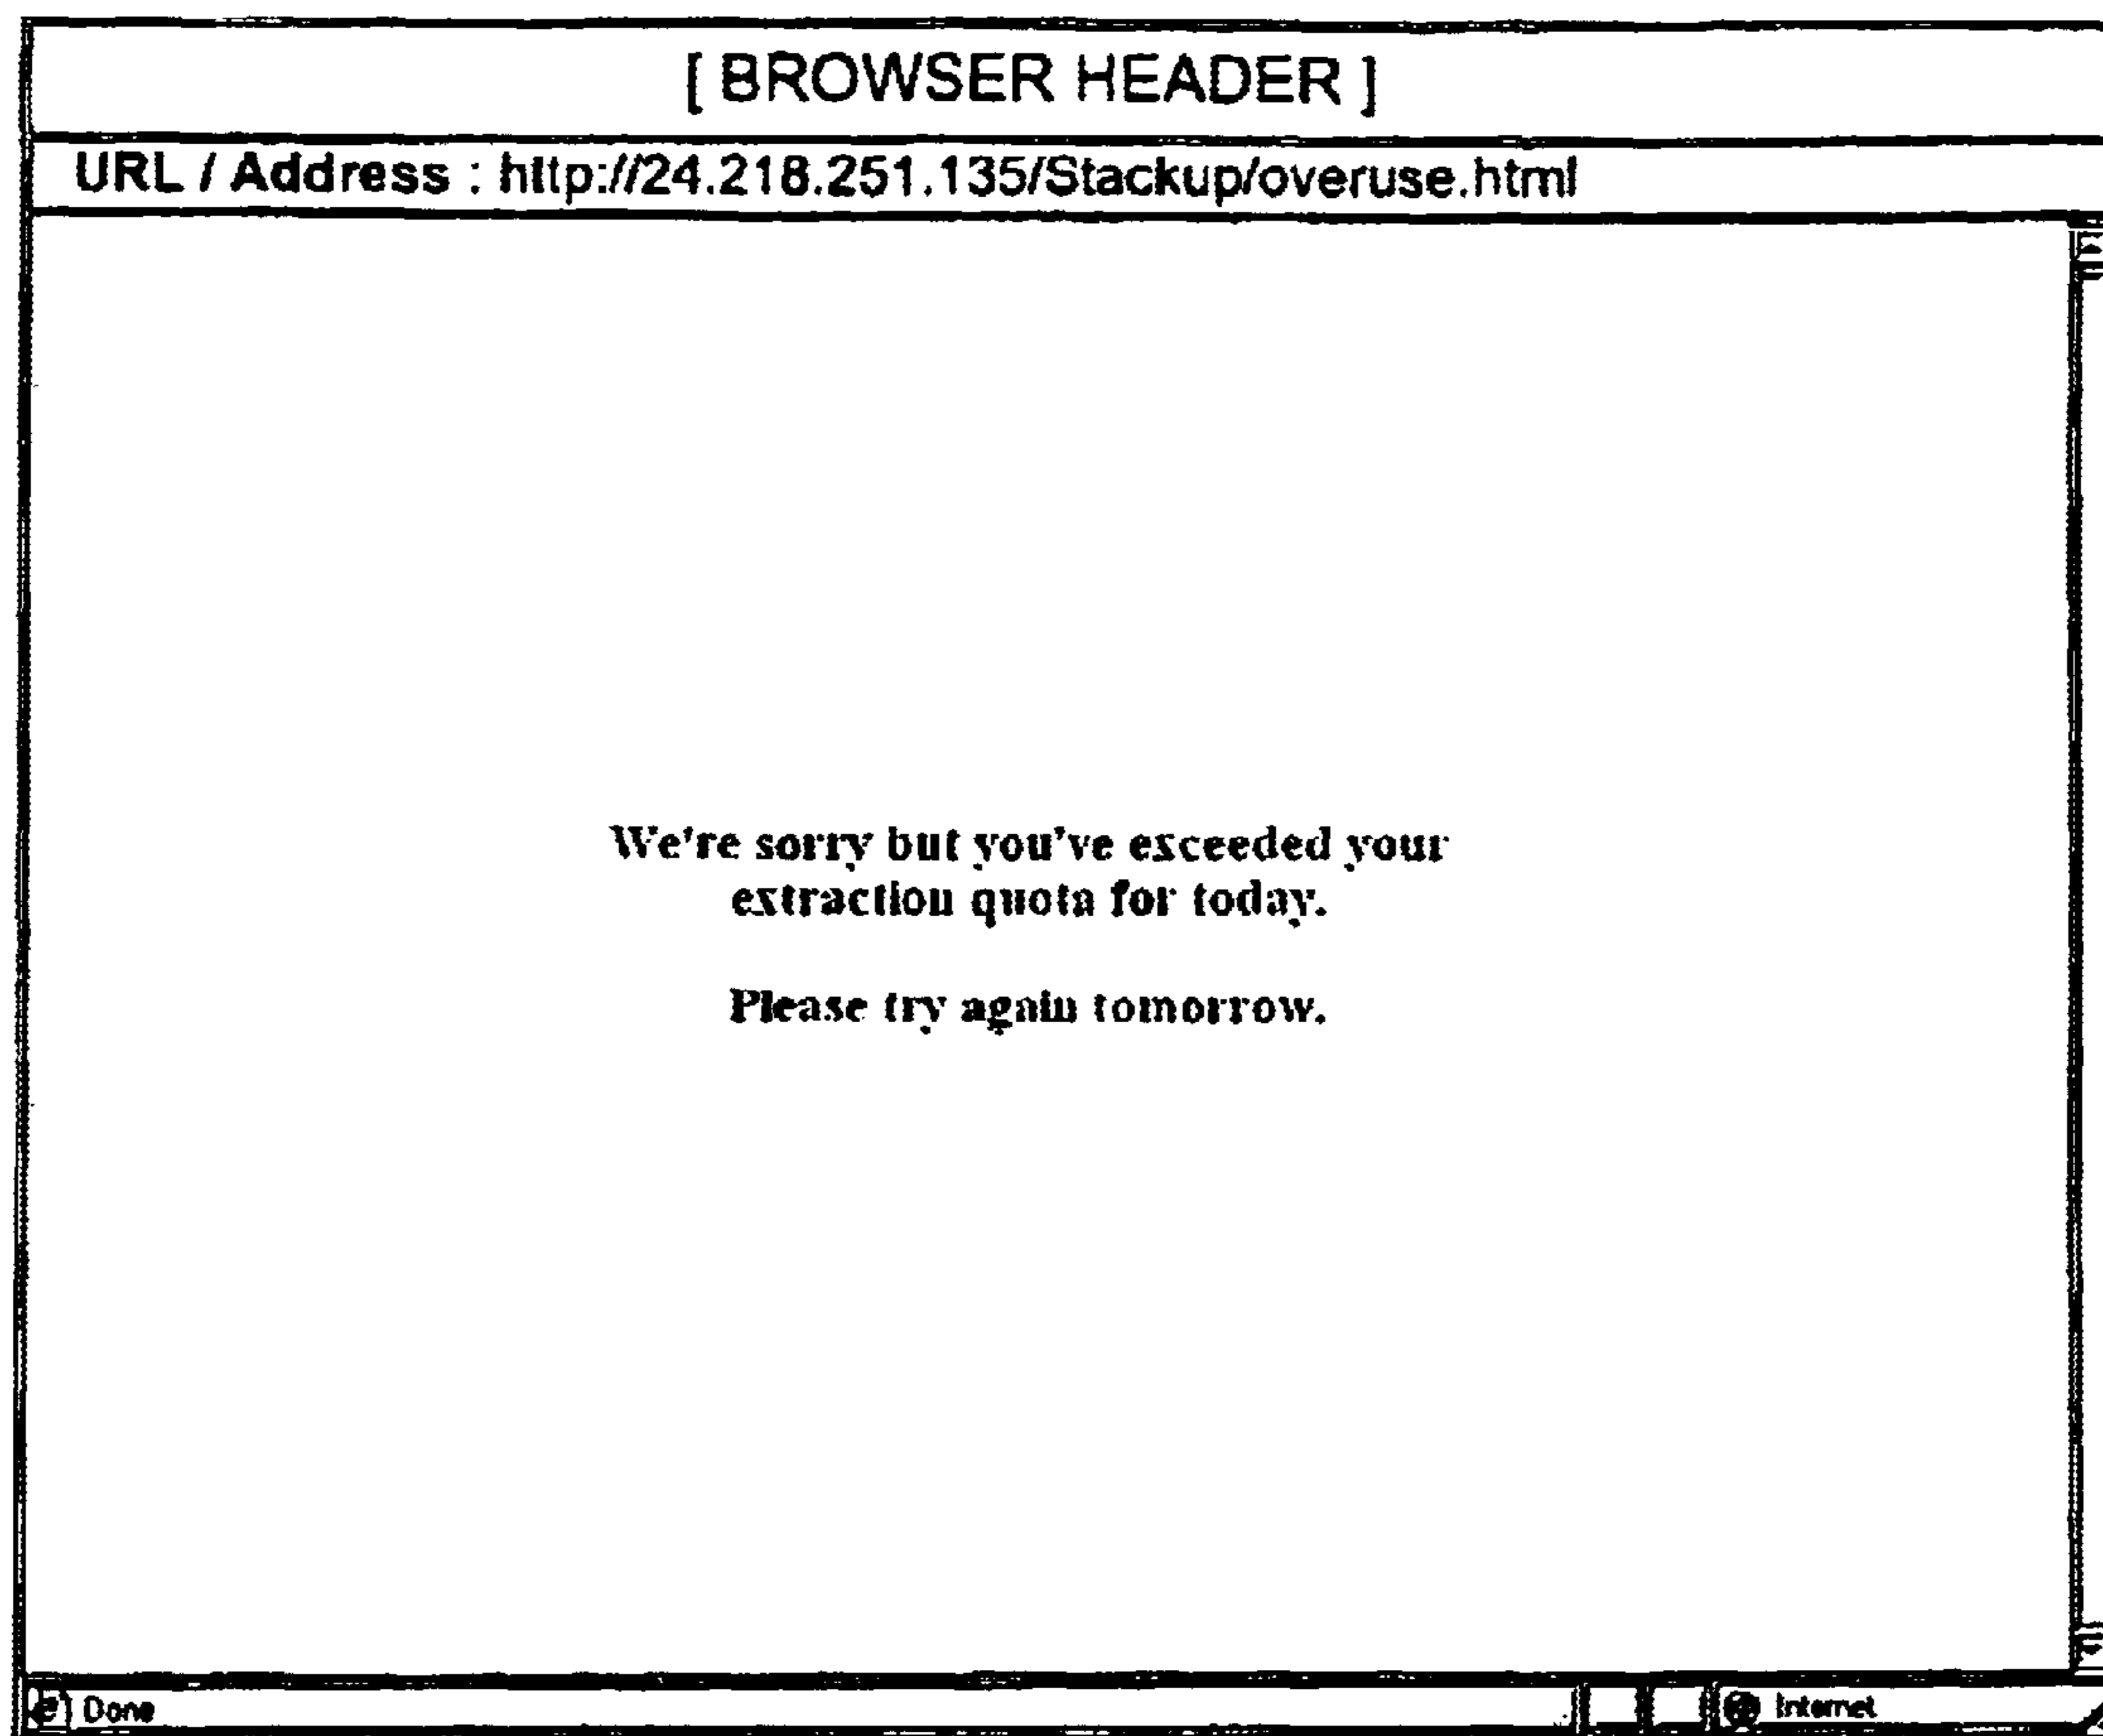 [ BROWSER HEADER ]
URL / Address : http://24.218.251.135/Stackup/overuse.html
We're sorry but you've exceeded your
extraction quota for today.
Please try again tomorrow.
Done
Internet